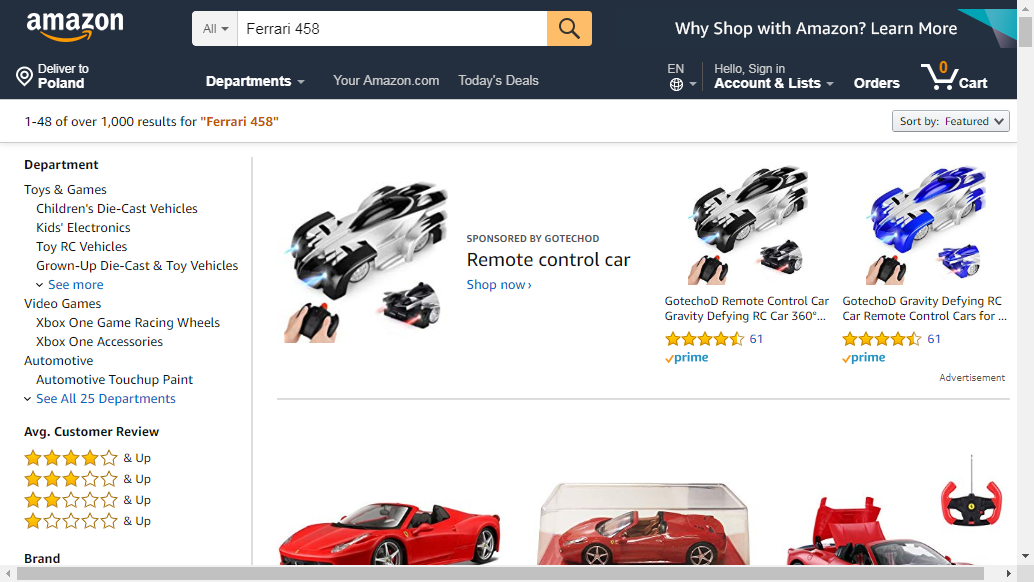 amazon
All
Ferrari 458
Why Shop with Amazon? Learn More
Deliver to
Poland
Departments
Your Amazon.com
Today's Deals
EN
Hello, Sign in
Account & Lists
Orders
0
Cart
1-48 of over 1,000 results for "Ferrari 458"
Sort by: Featured
Department
Toys & Games
Children's Die-Cast Vehicles
Kids' Electronics
Toy RC Vehicles
Grown-Up Die-Cast & Toy Vehicles
See more
Video Games
Xbox One Game Racing Wheels
Xbox One Accessories
Automotive
Automotive Touchup Paint
See All 25 Departments
Avg. Customer Review
& Up
& Up
& Up
& Up
Brand
SPONSORED BY GOTECHOD
Remote control car
Shop now ›
GotechoD Remote Control Car
Gravity Defying RC Car 360°...
61
prime
GotechoD Gravity Defying RC
Car Remote Control Cars for ...
61
prime
Advertisement